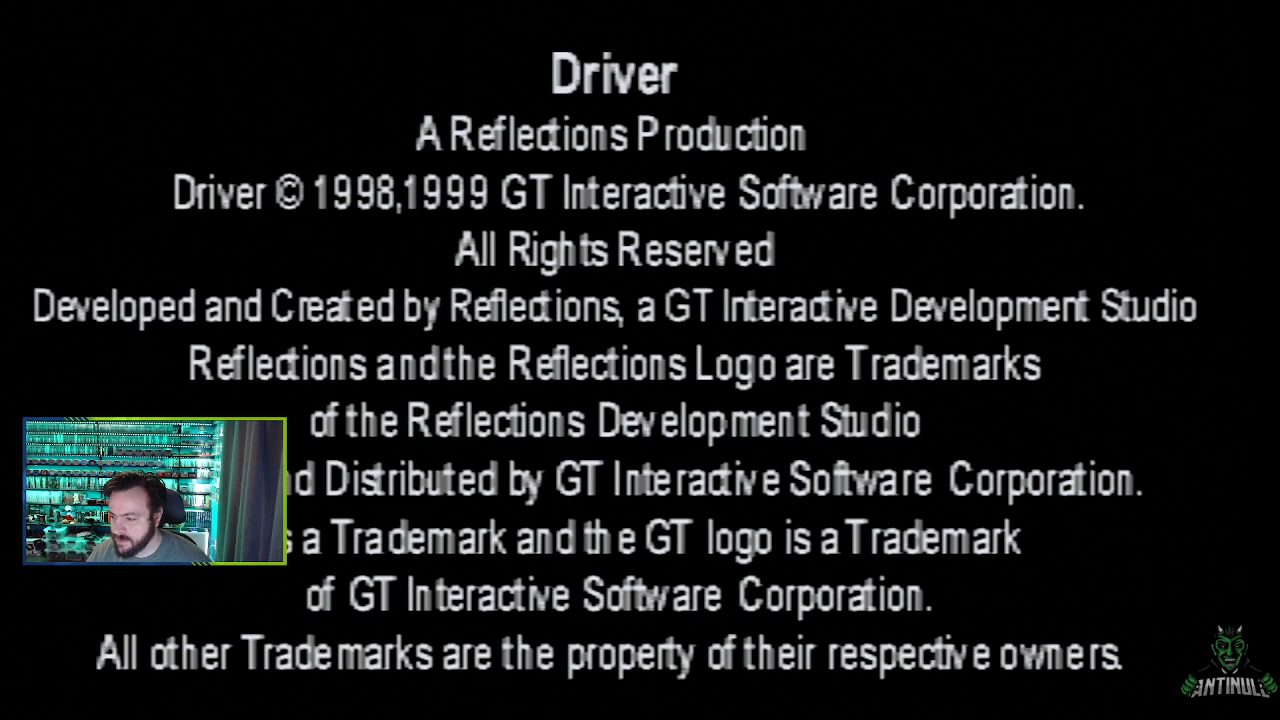 Driver
A Reflections Production
Driver © 1998,1999 GT Interactive Software Corporation.
All Rights Reserved
Developed and Created by Reflections, a GT Interactive Development Studio
Reflections and the Reflections Logo are Trademarks
of the Reflections Development Studio
Distributed by GT Interactive Software Corporation.
a Trademark and the GT logo is a Trademark
of GT Interactive Software Corporation.
All other Trademarks are the property of their respective owners.
ANTINULL